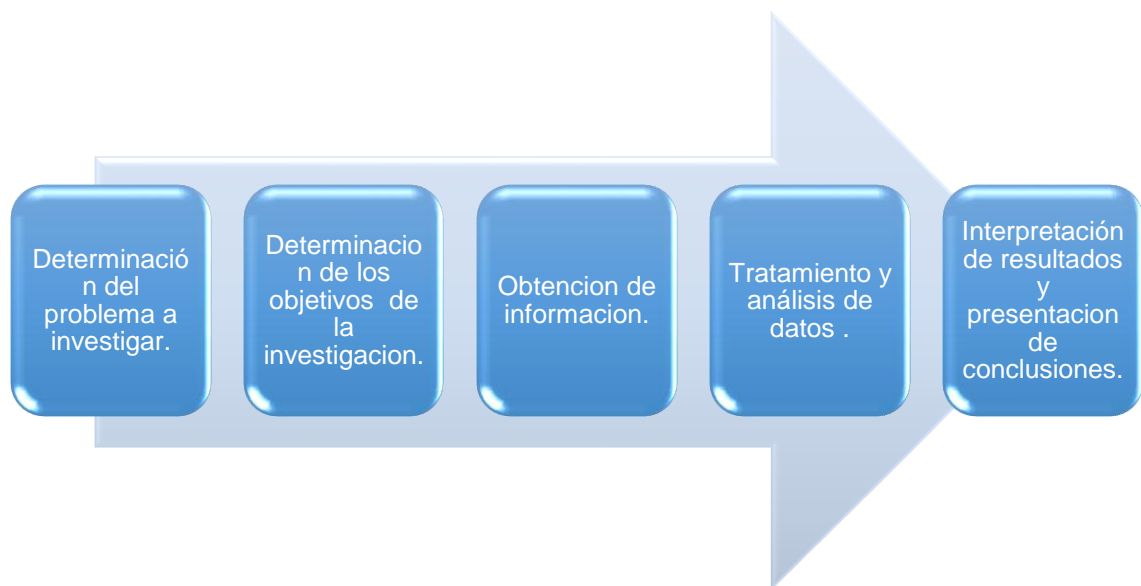 Determinació
n del
problema a
investigar.
Determinacio
n de los
objetivos de
la
investigacion.
Obtencion de
informacion.
Tratamiento y
análisis de
datos .
Interpretación
de resultados
y
presentacion
de
conclusiones.